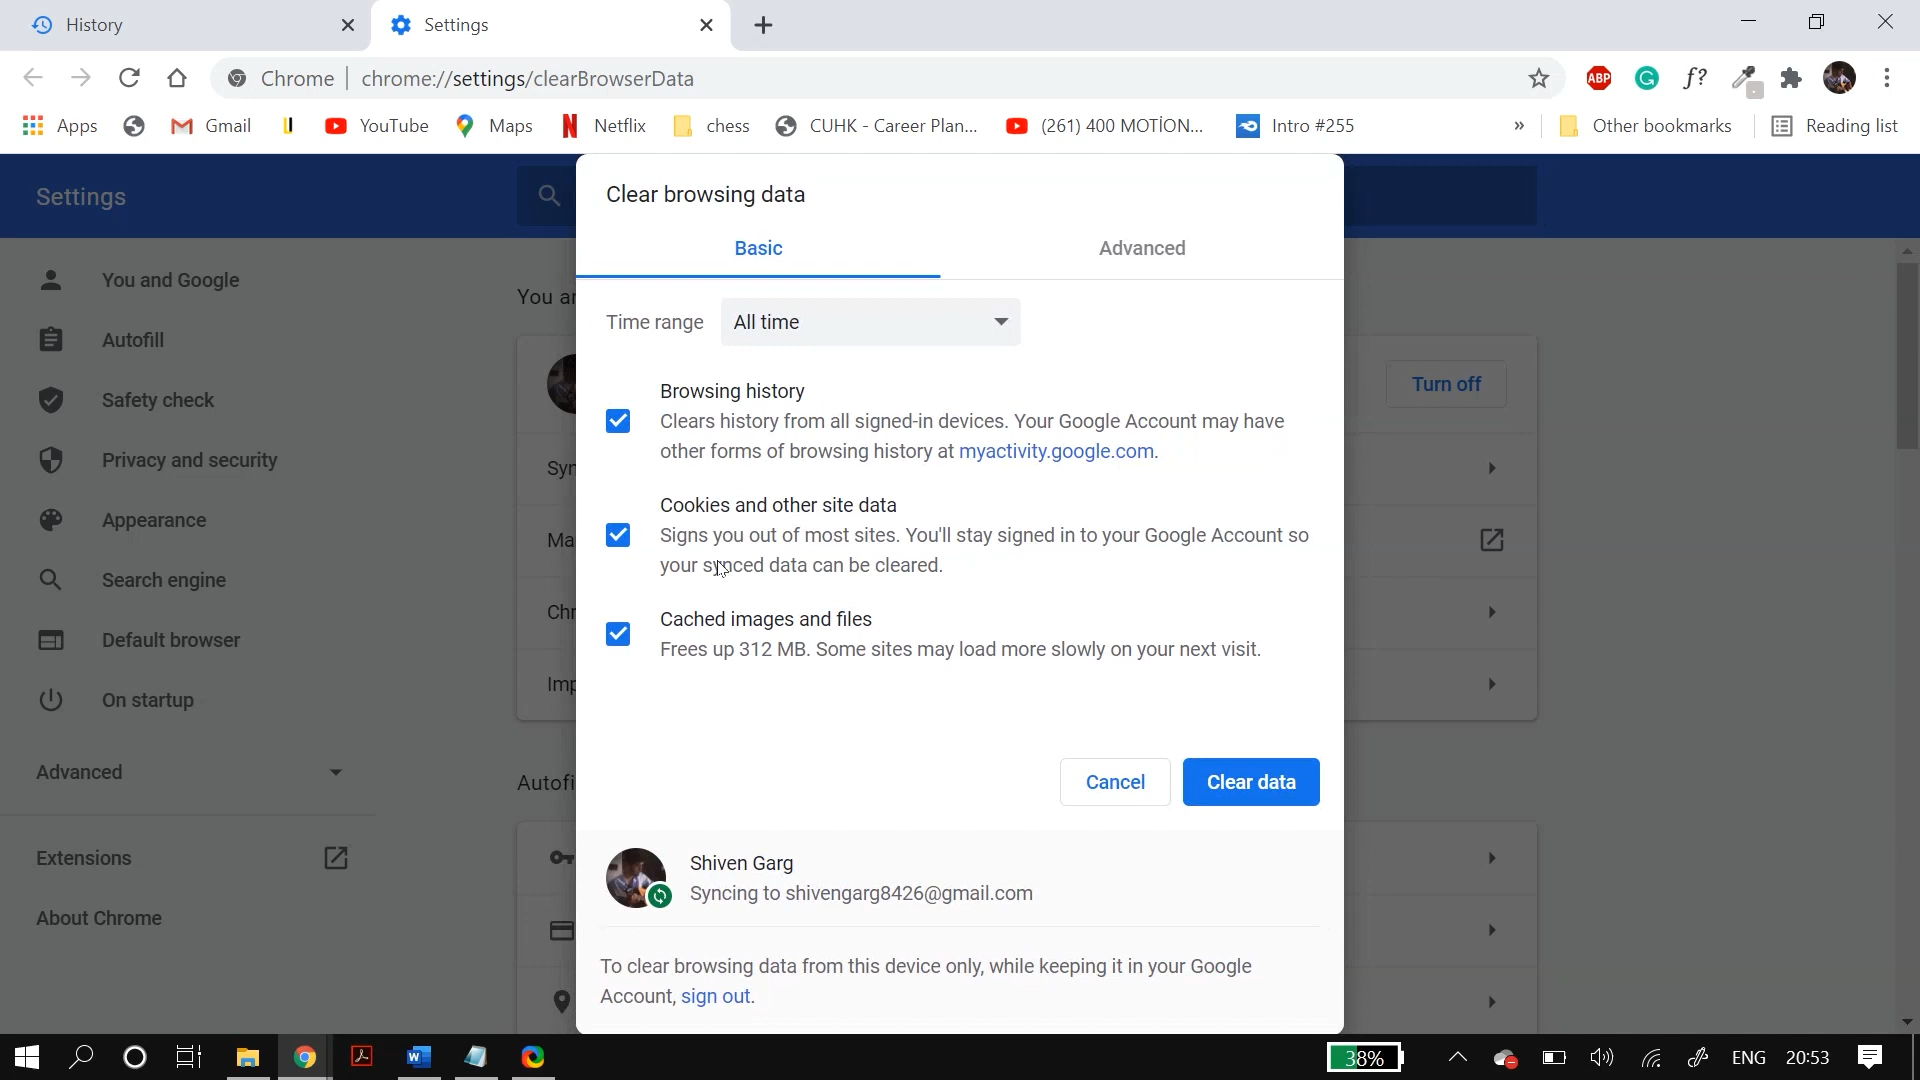 History
Settings
Chrome | chrome://settings/clearBrowserData
ABP
f?
Apps
Gmail
YouTube
Maps
Netflix
chess
CUHK - Career Plan...
(261) 400 MOTİON...
Intro #255
»
Other bookmarks
Reading list
Settings
You and Google
Autofill
Safety check
Privacy and security
Appearance
Search engine
Default browser
On startup
Advanced
Extensions
About Chrome
You a
Turn off
Syn
Ma
Chr
Imp
Autofi
Clear browsing data
Basic
Advanced
Time range
All time
Browsing history
Clears history from all signed-in devices. Your Google Account may have
other forms of browsing history at myactivity.google.com.
Cookies and other site data
Signs you out of most sites. You'll stay signed in to your Google Account so
your synced data can be cleared.
Cached images and files
Frees up 312 MB. Some sites may load more slowly on your next visit.
Cancel
Clear data
Shiven Garg
Syncing to shivengarg8426@gmail.com
To clear browsing data from this device only, while keeping it in your Google
Account, sign out.
38%
ENG
20:53